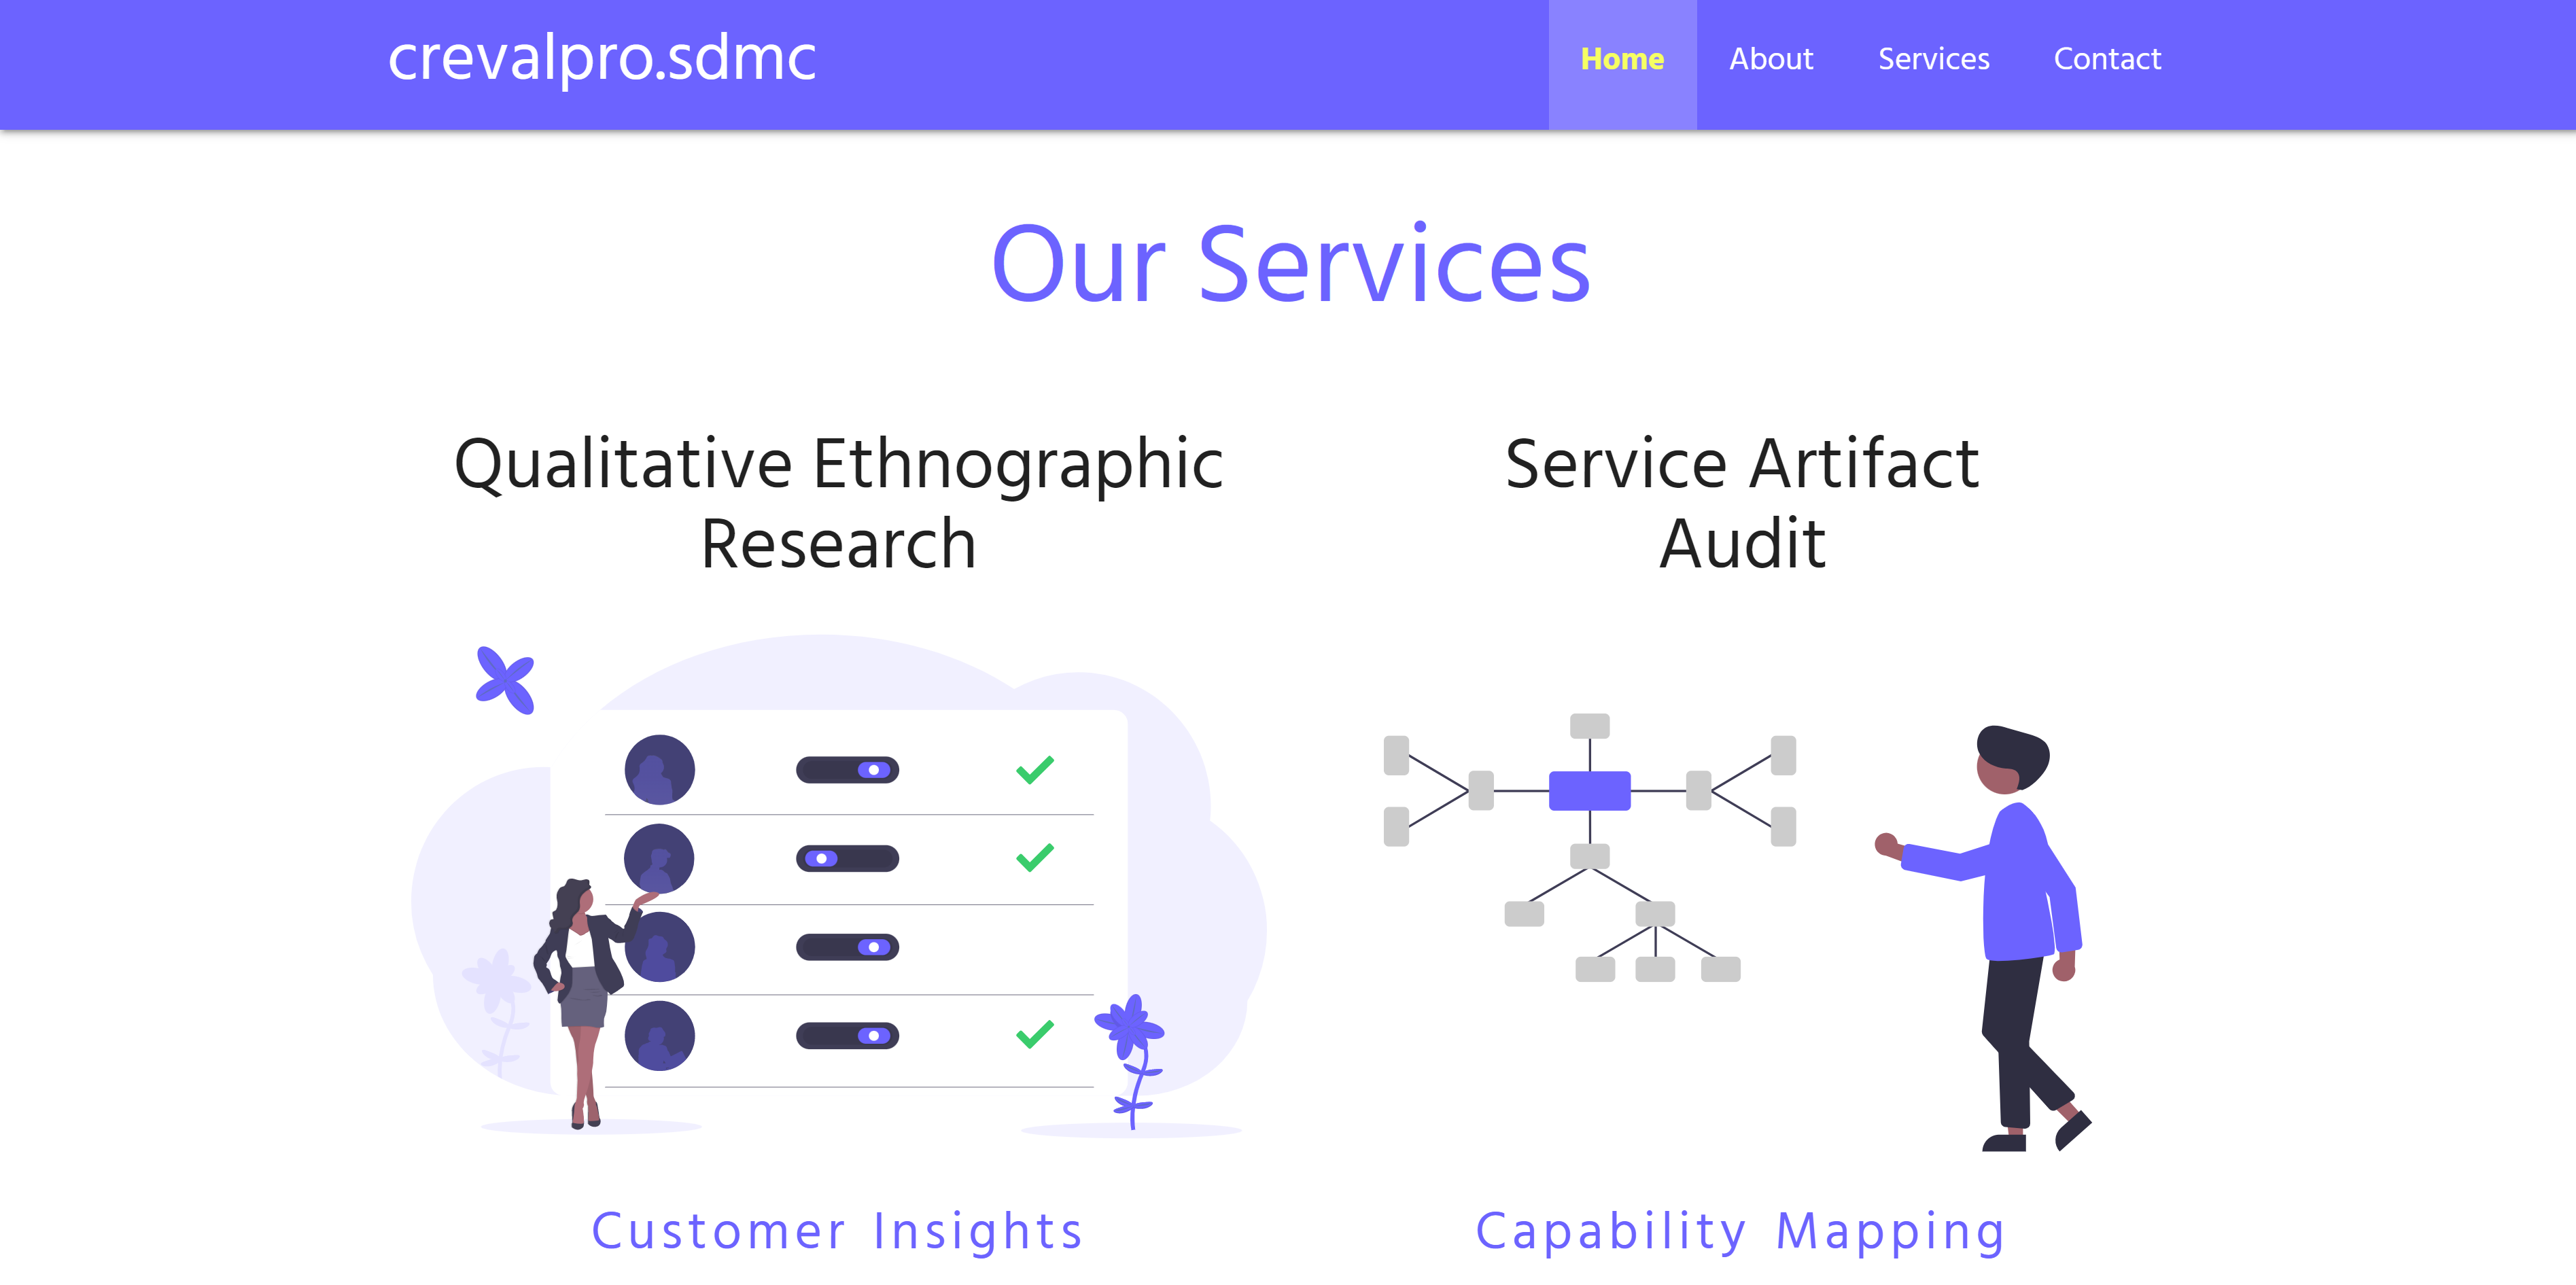 crevalpro.sdmc
Home About Services Contact
Our Services
Qualitative Ethnographic
Research
Service Artifact
Audit
Customer Insights
Capability Mapping